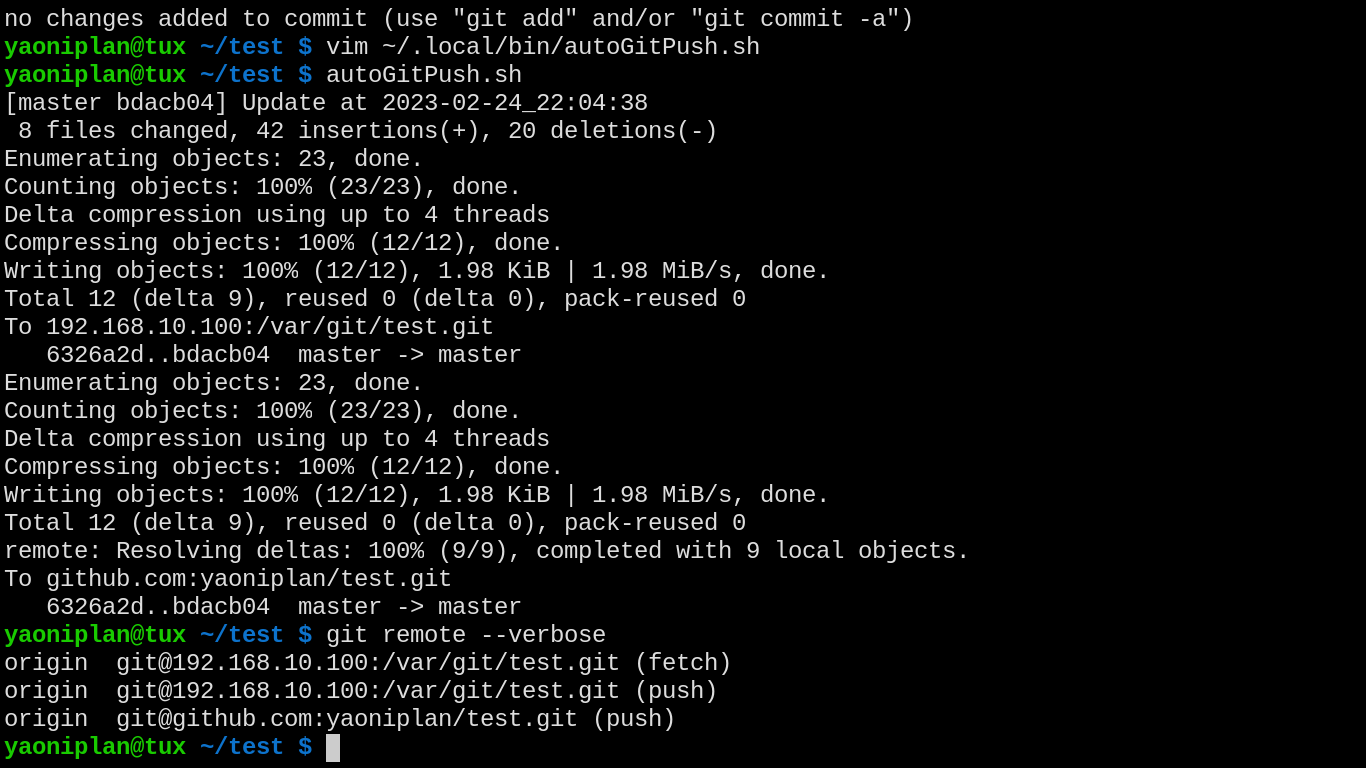 no changes added to commit (use "git add" and/or "git commit -a")
yaoniplan@tux ~/test $ vim ~/.local/bin/autoGitPush.sh
yaoniplan@tux ~/test $ autoGitPush.sh
[master bdacb04] Update at 2023-02-24_22:04:38
 8 files changed, 42 insertions(+), 20 deletions(-)
Enumerating objects: 23, done.
Counting objects: 100% (23/23), done.
Delta compression using up to 4 threads
Compressing objects: 100% (12/12), done.
Writing objects: 100% (12/12), 1.98 KiB | 1.98 MiB/s, done.
Total 12 (delta 9), reused 0 (delta 0), pack-reused 0
To 192.168.10.100:/var/git/test.git
   6326a2d..bdacb04  master -> master
Enumerating objects: 23, done.
Counting objects: 100% (23/23), done.
Delta compression using up to 4 threads
Compressing objects: 100% (12/12), done.
Writing objects: 100% (12/12), 1.98 KiB | 1.98 MiB/s, done.
Total 12 (delta 9), reused 0 (delta 0), pack-reused 0
remote: Resolving deltas: 100% (9/9), completed with 9 local objects.
To github.com:yaoniplan/test.git
   6326a2d..bdacb04  master -> master
yaoniplan@tux ~/test $ git remote --verbose
origin  git@192.168.10.100:/var/git/test.git (fetch)
origin  git@192.168.10.100:/var/git/test.git (push)
origin  git@github.com:yaoniplan/test.git (push)
yaoniplan@tux ~/test $